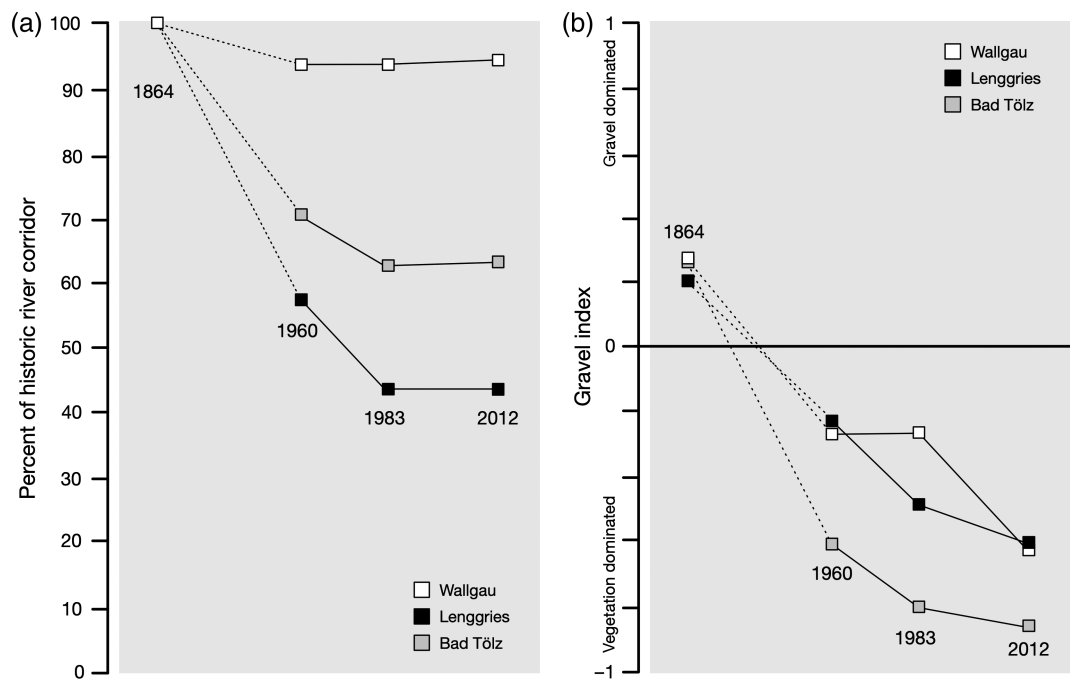 (a)
Percent of historic river corridor
100
90
80
70
60
50
40
30
20
10
0
1864
1960
1983
2012
Wallgau
Lenggries
Bad Tölz
(b)
Gravel index
Gravel dominated
Vegetation dominated
1
0
−1
Wallgau
Lenggries
Bad Tölz
1864
1960
1983
2012